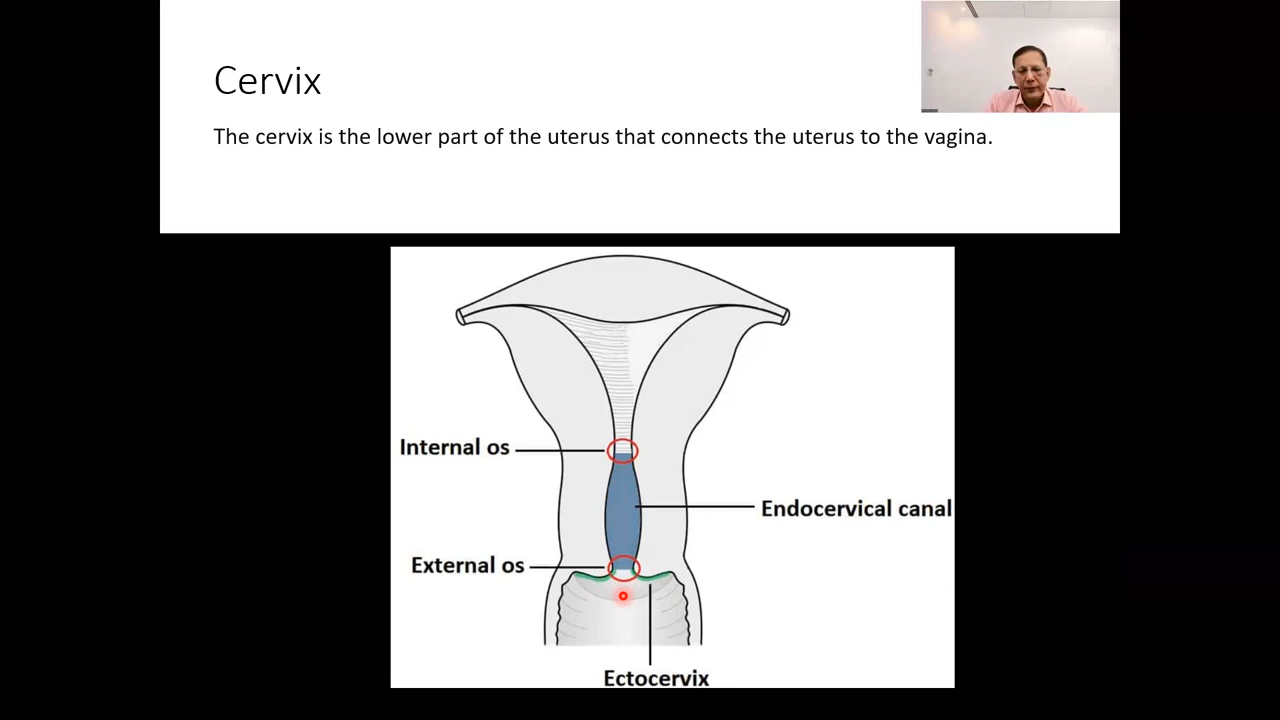 Cervix
The cervix is the lower part of the uterus that connects the uterus to the vagina.
Internal os
Endocervical canal
External os
Ectocervix